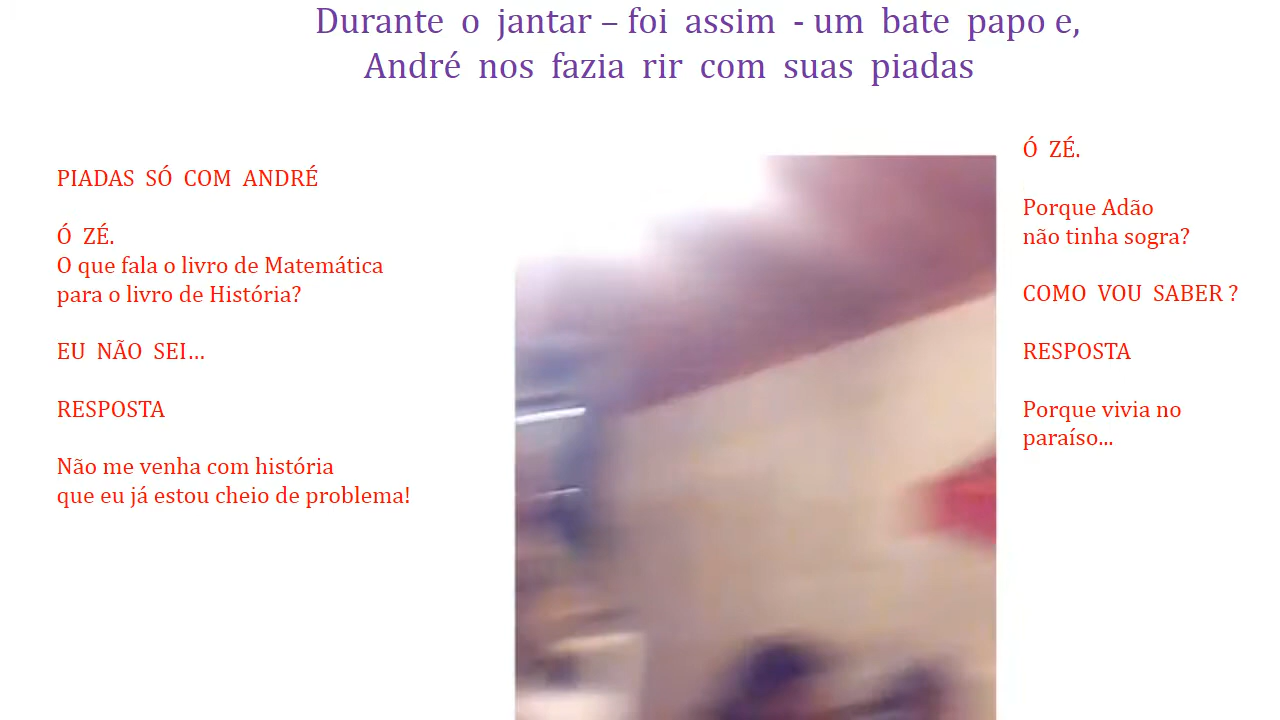 Durante o jantar – foi assim - um bate papo e,
André nos fazia rir com suas piadas
PIADAS SÓ COM ANDRÉ
Ó ZÉ.
O que fala o livro de Matemática
para o livro de História?
EU NÃO SEI...
RESPOSTA
Não me venha com história
que eu já estou cheio de problema!
Ó ZÉ.
Porque Adão
não tinha sogra?
COMO VOU SABER ?
RESPOSTA
Porque vivia no
paraíso...